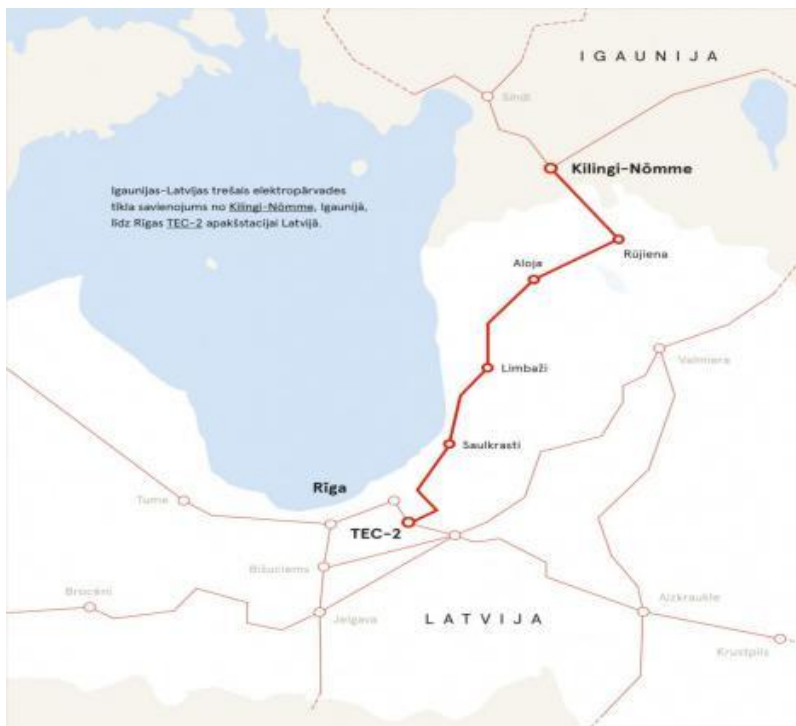 IGAUNIJA
Sindi
Kilingi-Nõmme
Igaunijas-Latvijas trešais elektropārvades
tīkla savienojums no Kilingi-Nõmme, Igaunijā,
līdz Rīgas TEC-2 apakšstacijai Latvijā.
Rūjiena
Aloja
Valmiera
Limbaži
Saulkrasti
Rīga
Tume
TEC-2
Bišuciems
Brocēni
Aizkraukle
Jelgava
LATVIJA
Krustpils